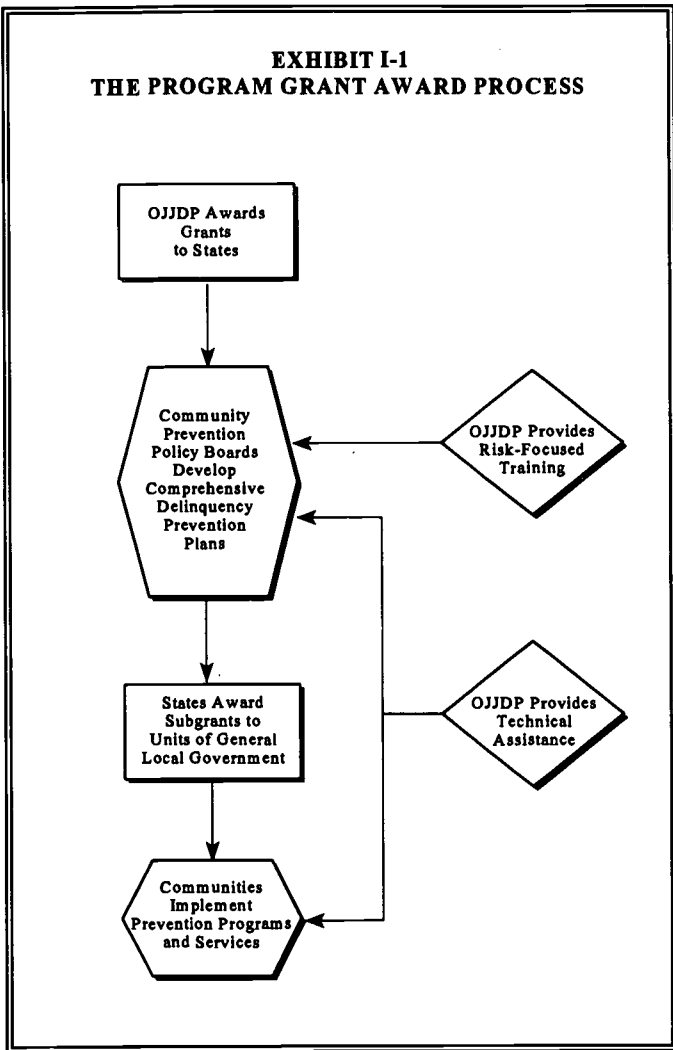 EXHIBIT I-1
THE PROGRAM GRANT AWARD PROCESS
OJJDP Awards
Grants
to States
Community
Prevention
Policy Boards
Develop
Comprehensive
Delinquency
Prevention
Plans
OJJDP Provides
Risk-Focused
Training
States Award
Subgrants to
Units of General
Local Government
OJJDP Provides
Technical
Assistance
Communities
Implement
Prevention Programs
and Services